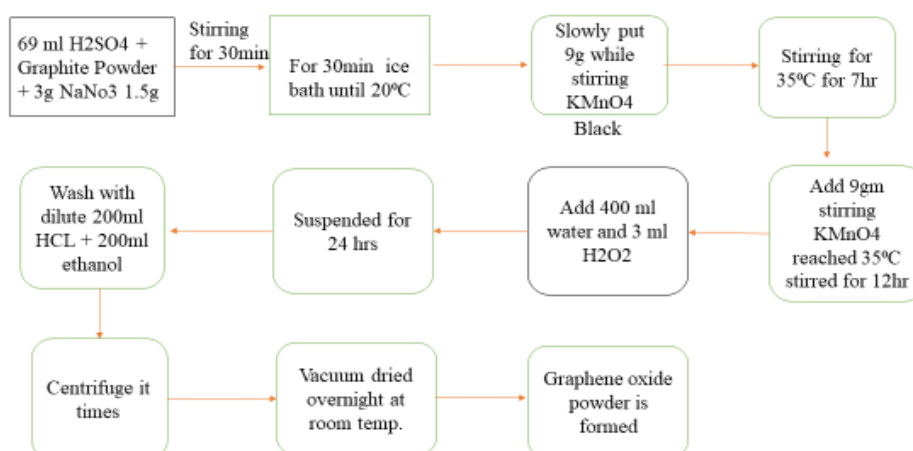 69 ml H2SO4 +
Graphite Powder
+ 3g NaNo3 1.5g
Stirring
for 30min
For 30min ice
bath until 20⁰C
Slowly put
9g while
stirring
KMnO4
Black
Stirring for
35⁰C for 7hr
Add 9gm
stirring
KMnO4
reached 35⁰C
stirred for 12hr
Add 400 ml
water and 3 ml
H2O2
Suspended for
24 hrs
Wash with
dilute 200ml
HCL + 200ml
ethanol
Centrifuge it
times
Vacuum dried
overnight at
room temp.
Graphene oxide
powder is
formed